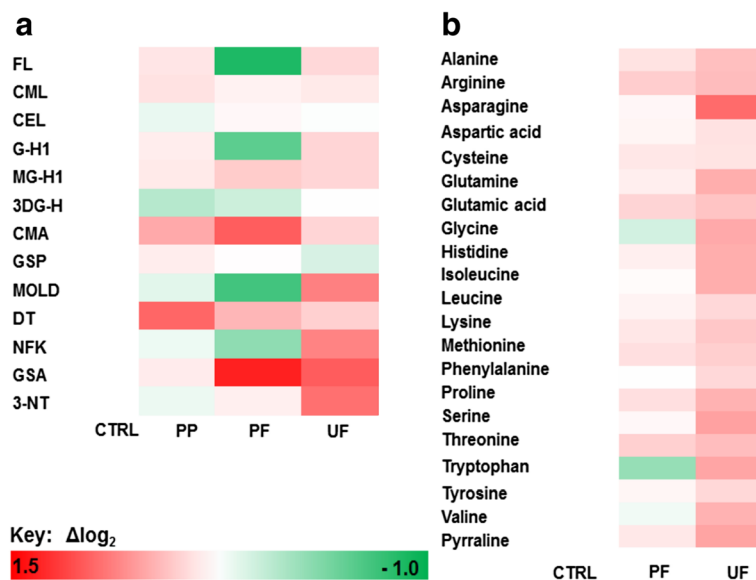 a
FL
CML
CEL
G-H1
MG-H1
3DG-H
CMA
GSP
MOLD
DT
NFK
GSA
3-NT
CTRL PP PF UF
Key: Δlog2
1.5 - 1.0
b
Alanine
Arginine
Asparagine
Aspartic acid
Cysteine
Glutamine
Glutamic acid
Glycine
Histidine
Isoleucine
Leucine
Lysine
Methionine
Phenylalanine
Proline
Serine
Threonine
Tryptophan
Tyrosine
Valine
Pyrraline
CTRL PF UF